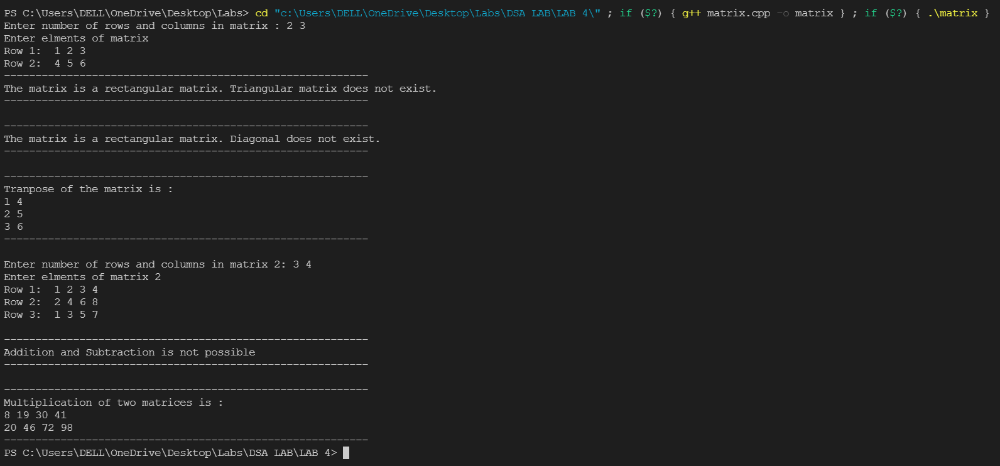 PS C:\Users\DELL\OneDrive\Desktop\Labs> cd "c:\Users\DELL\OneDrive\Desktop\Labs\DSA LAB\LAB 4\" ; if ($?) { g++ matrix.cpp -o matrix } ; if ($?) { .\matrix }
Enter number of rows and columns in matrix : 2 3
Enter elments of matrix
Row 1:  1 2 3
Row 2:  4 5 6
----------------------------------------------------------
The matrix is a rectangular matrix. Triangular matrix does not exist.
----------------------------------------------------------

----------------------------------------------------------
The matrix is a rectangular matrix. Diagonal does not exist.
----------------------------------------------------------

----------------------------------------------------------
Tranpose of the matrix is :
1 4
2 5
3 6
----------------------------------------------------------

Enter number of rows and columns in matrix 2: 3 4
Enter elments of matrix 2
Row 1:  1 2 3 4
Row 2:  2 4 6 8
Row 3:  1 3 5 7

----------------------------------------------------------
Addition and Subtraction is not possible
----------------------------------------------------------

----------------------------------------------------------
Multiplication of two matrices is :
8 19 30 41
20 46 72 98
----------------------------------------------------------
PS C:\Users\DELL\OneDrive\Desktop\Labs\DSA LAB\LAB 4>